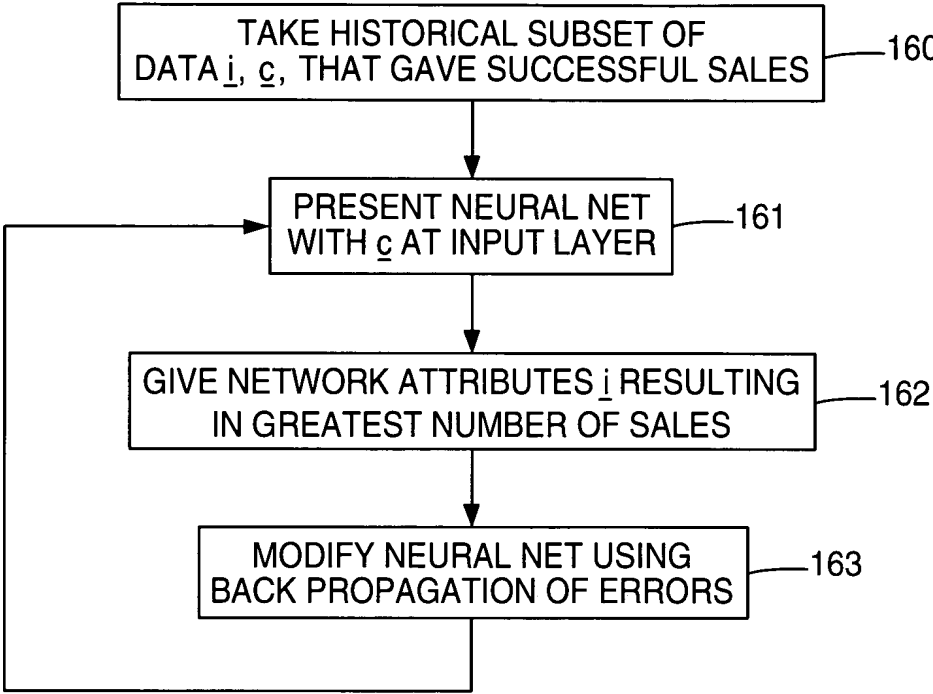 TAKE HISTORICAL SUBSET OF
DATA i, c, THAT GAVE SUCCESSFUL SALES
160
PRESENT NEURAL NET
WITH c AT INPUT LAYER
161
GIVE NETWORK ATTRIBUTES i RESULTING
IN GREATEST NUMBER OF SALES
162
MODIFY NEURAL NET USING
BACK PROPAGATION OF ERRORS
163